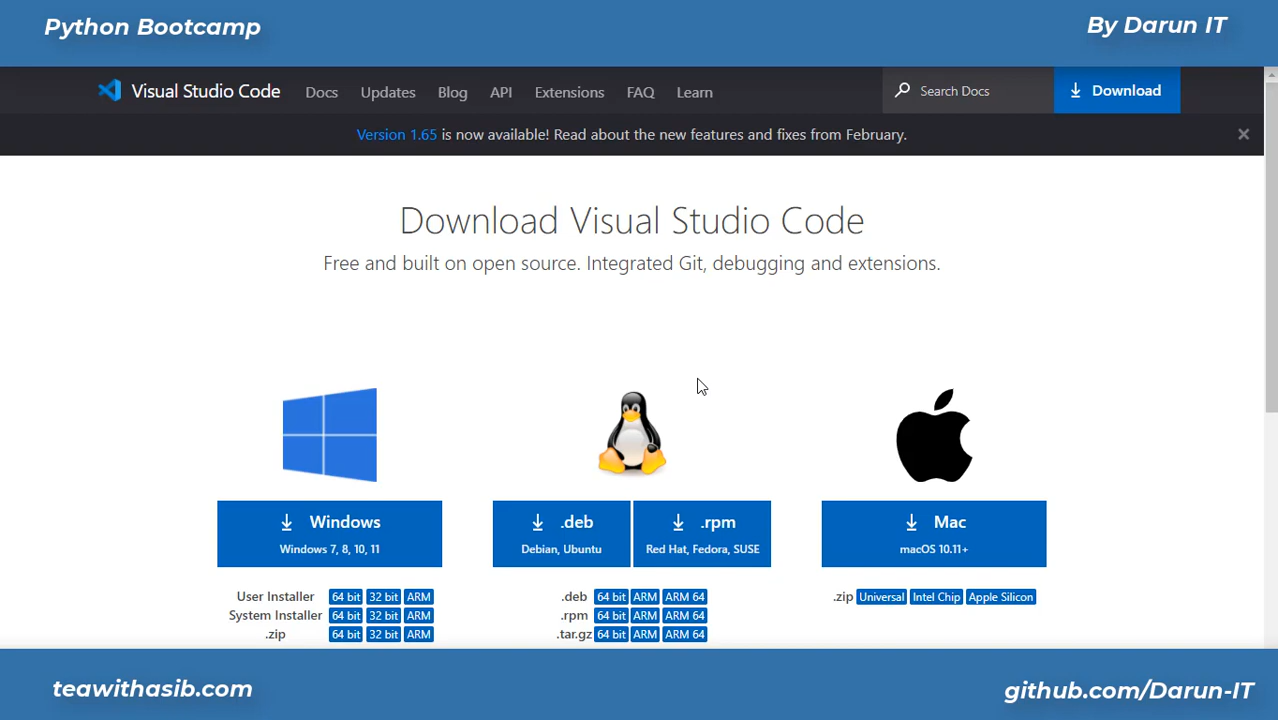 Python Bootcamp
By Darun IT
Visual Studio Code Docs Updates Blog API Extensions FAQ Learn Search Docs Download
Version 1.65 is now available! Read about the new features and fixes from February.
Download Visual Studio Code
Free and built on open source. Integrated Git, debugging and extensions.
Windows
Windows 7, 8, 10, 11
.deb
Debian, Ubuntu
.rpm
Red Hat, Fedora, SUSE
Mac
macOS 10.11+
User Installer 64 bit 32 bit ARM
System Installer 64 bit 32 bit ARM
.zip 64 bit 32 bit ARM
.deb 64 bit ARM ARM 64
.rpm 64 bit ARM ARM 64
.tar.gz 64 bit ARM ARM 64
.zip Universal Intel Chip Apple Silicon
teawithasib.com
github.com/Darun-IT